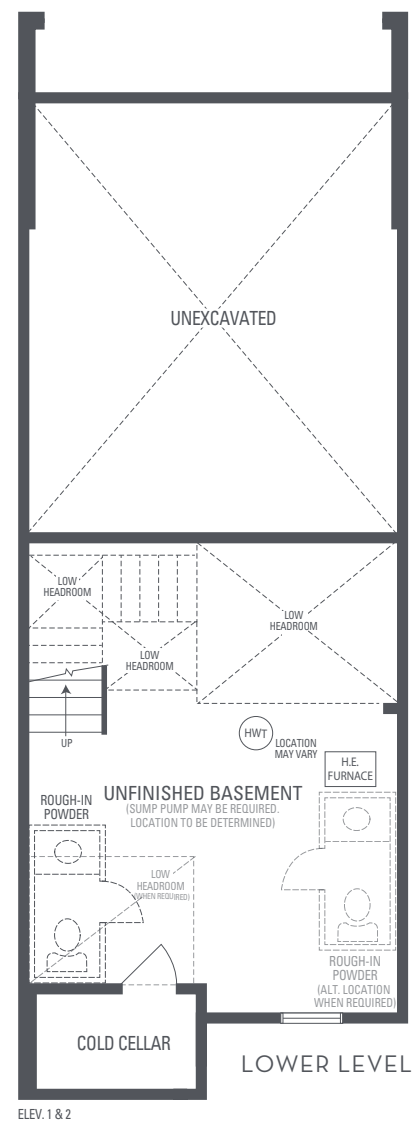 UNEXCAVATED
LOW
HEADROOM
LOW
HEADROOM
LOW
HEADROOM
UP
HWT
LOCATION
MAY VARY
H.E.
FURNACE
UNFINISHED BASEMENT
(SUMP PUMP MAY BE REQUIRED.
LOCATION TO BE DETERMINED)
ROUGH-IN
POWDER
LOW
HEADROOM
(WHEN REQUIRED)
ROUGH-IN
POWDER
(ALT. LOCATION
WHEN REQUIRED)
COLD CELLAR
LOWER LEVEL
ELEV. 1 & 2